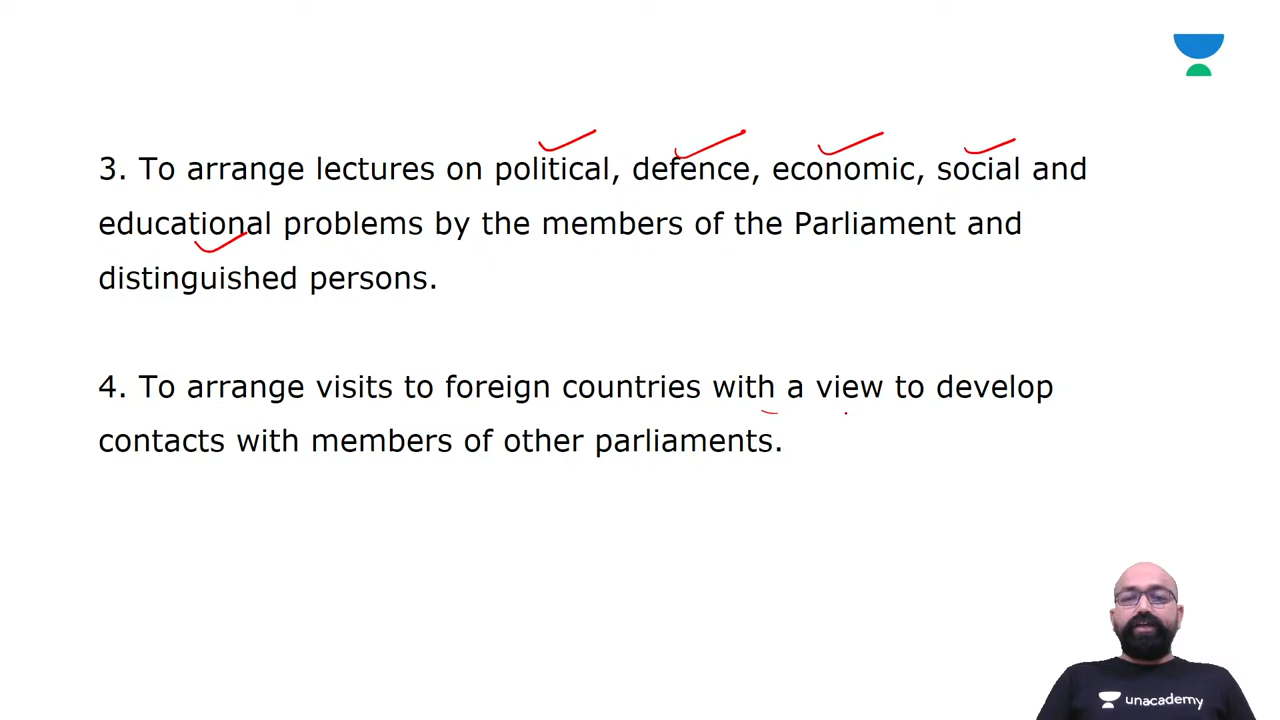 3. To arrange lectures on political, defence, economic, social and
educational problems by the members of the Parliament and
distinguished persons.
4. To arrange visits to foreign countries with a view to develop
contacts with members of other parliaments.
unacademy